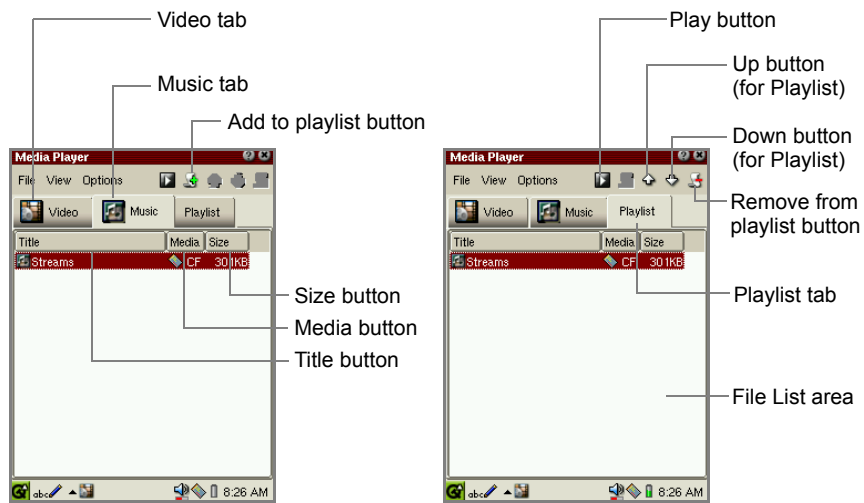 Video tab
Music tab
Add to playlist button
Media Player
File View Options
Video Music Playlist
Title Media Size
Streams CF 301KB
Size button
Media button
Title button
abc 8:26 AM
Play button
Up button
(for Playlist)
Down button
(for Playlist)
Media Player
File View Options
Video Music Playlist
Remove from
playlist button
Title Media Size
Streams CF 301KB
Playlist tab
File List area
abc 8:26 AM